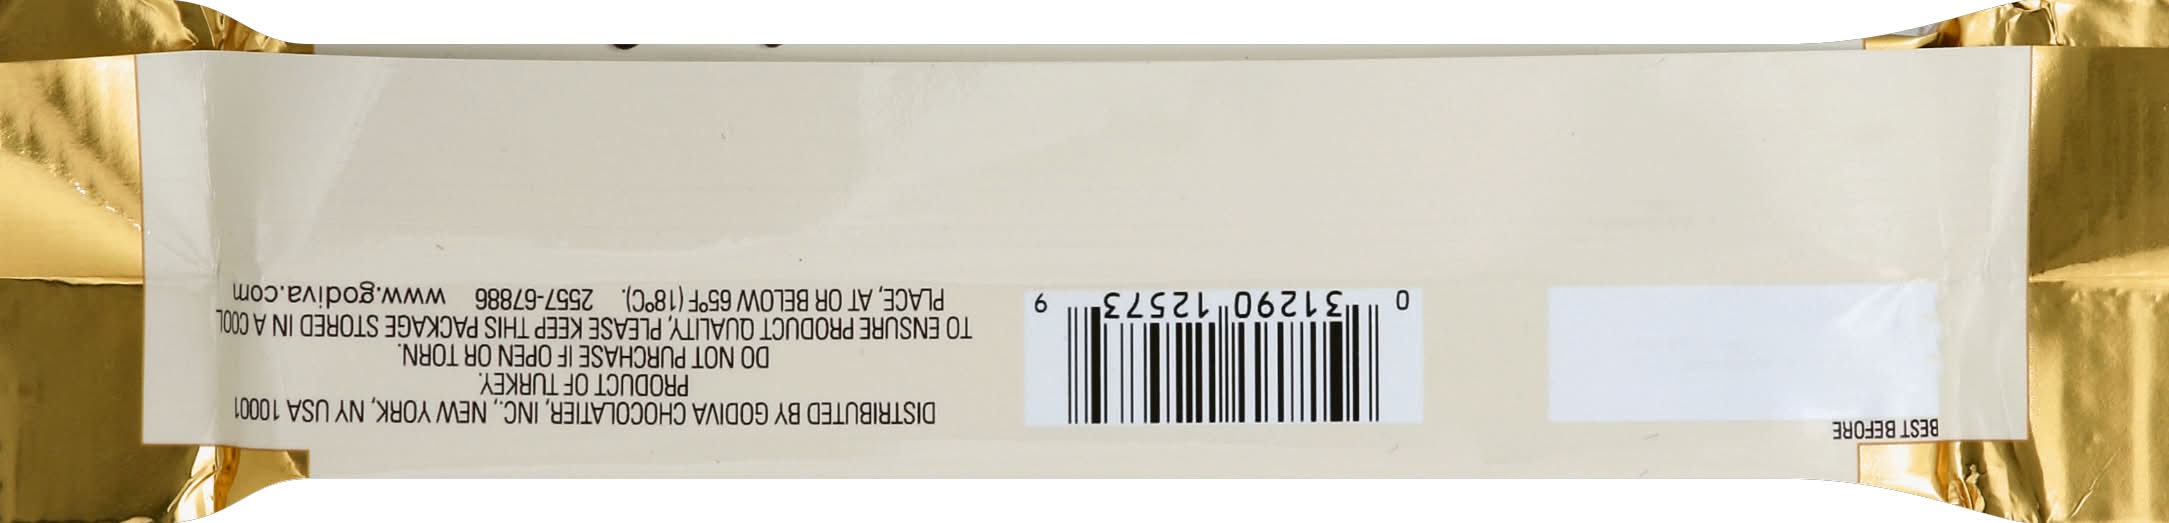 BEST BEFORE
0 31290 12573 9
DISTRIBUTED BY GODIVA CHOCOLATIER, INC., NEW YORK, NY USA 10001
PRODUCT OF TURKEY.
DO NOT PURCHASE IF OPEN OR TORN.
TO ENSURE PRODUCT QUALITY, PLEASE KEEP THIS PACKAGE STORED IN A COOL
PLACE, AT OR BELOW 65ºF (18ºC). 2557-67886 www.godiva.com